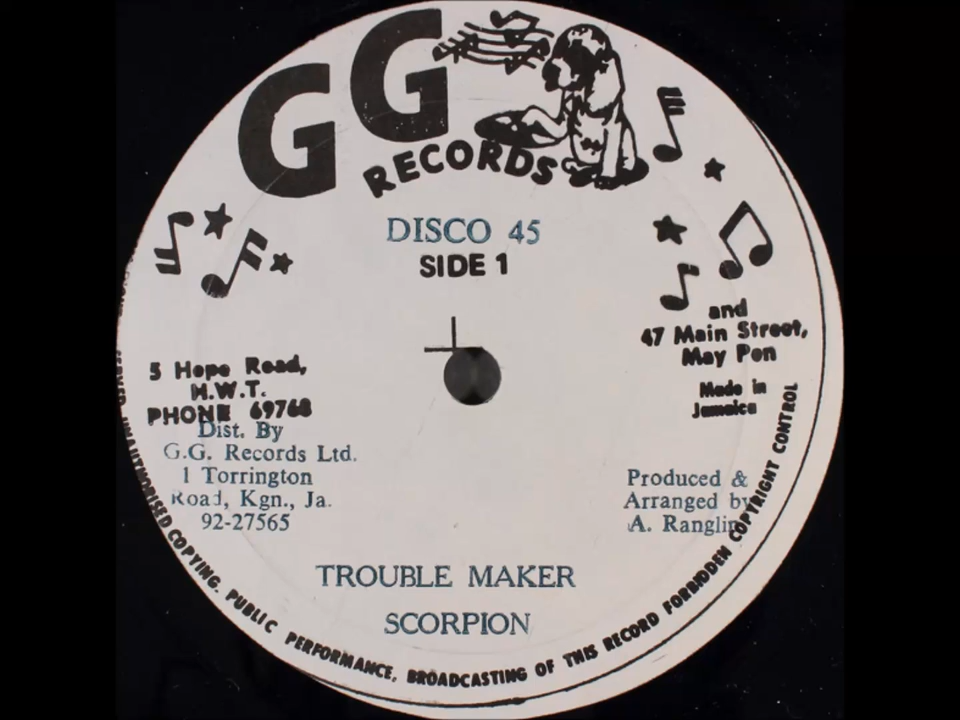 GG
RECORDS
DISCO 45
SIDE 1
5 Hope Road,
H.W.T.
PHONE 69768
Dist. By
G.G. Records Ltd.
1 Torrington
Road, Kgn., Ja.
92-27565
and
47 Main Street,
May Pen
Made in
Jamaica
Produced &
Arranged by
A. Ranglin
TROUBLE MAKER
SCORPION
UNAUTHORISED COPYING. PUBLIC PERFORMANCE, BROADCASTING OF THIS RECORD FORBIDDEN COPYRIGHT CONTROL